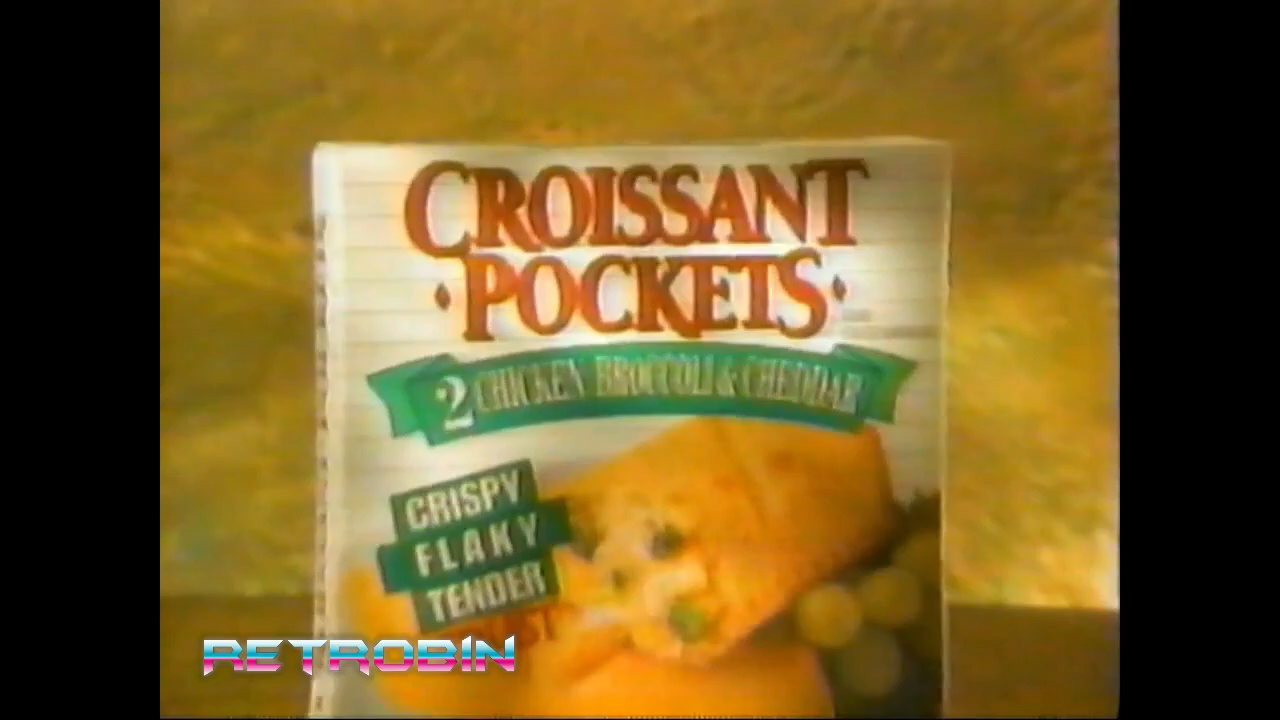 CROISSANT
POCKETS
2 CHICKEN BROCCOLI & CHEDDAR
CRISPY
FLAKY
TENDER
RETROBIN